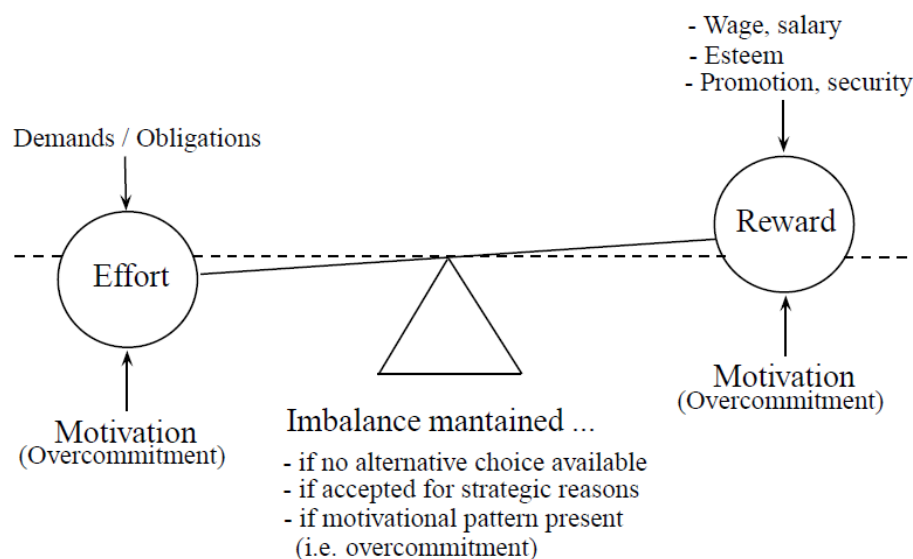 - Wage, salary
- Esteem
- Promotion, security
Demands / Obligations
Reward
Effort
Motivation
(Overcommitment)
Motivation
(Overcommitment)
Imbalance mantained ...
- if no alternative choice available
- if accepted for strategic reasons
- if motivational pattern present
(i.e. overcommitment)